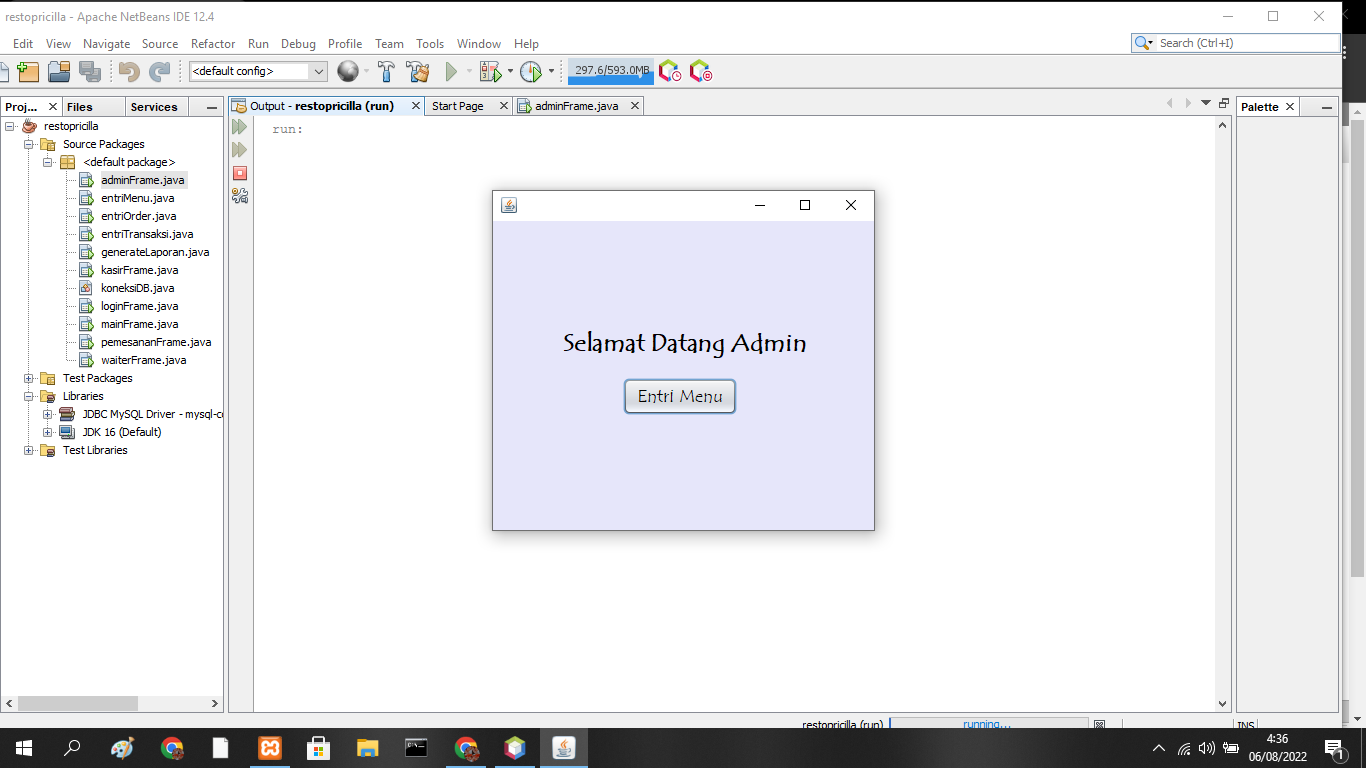 restopricilla - Apache NetBeans IDE 12.4
Edit View Navigate Source Refactor Run Debug Profile Team Tools Window Help
Search (Ctrl+I)
<default config>
297.6/593.0MB
Proj... Files Services
Output - restopricilla (run) Start Page adminFrame.java
Palette
restopricilla
Source Packages
<default package>
adminFrame.java
entriMenu.java
entriOrder.java
entriTransaksi.java
generateLaporan.java
kasirFrame.java
koneksiDB.java
loginFrame.java
mainFrame.java
pemesananFrame.java
waiterFrame.java
Test Packages
Libraries
JDBC MySQL Driver - mysql-co
JDK 16 (Default)
Test Libraries
run:
Selamat Datang Admin
Entri Menu
restopricilla (run) running... INS
4:36
06/08/2022
1